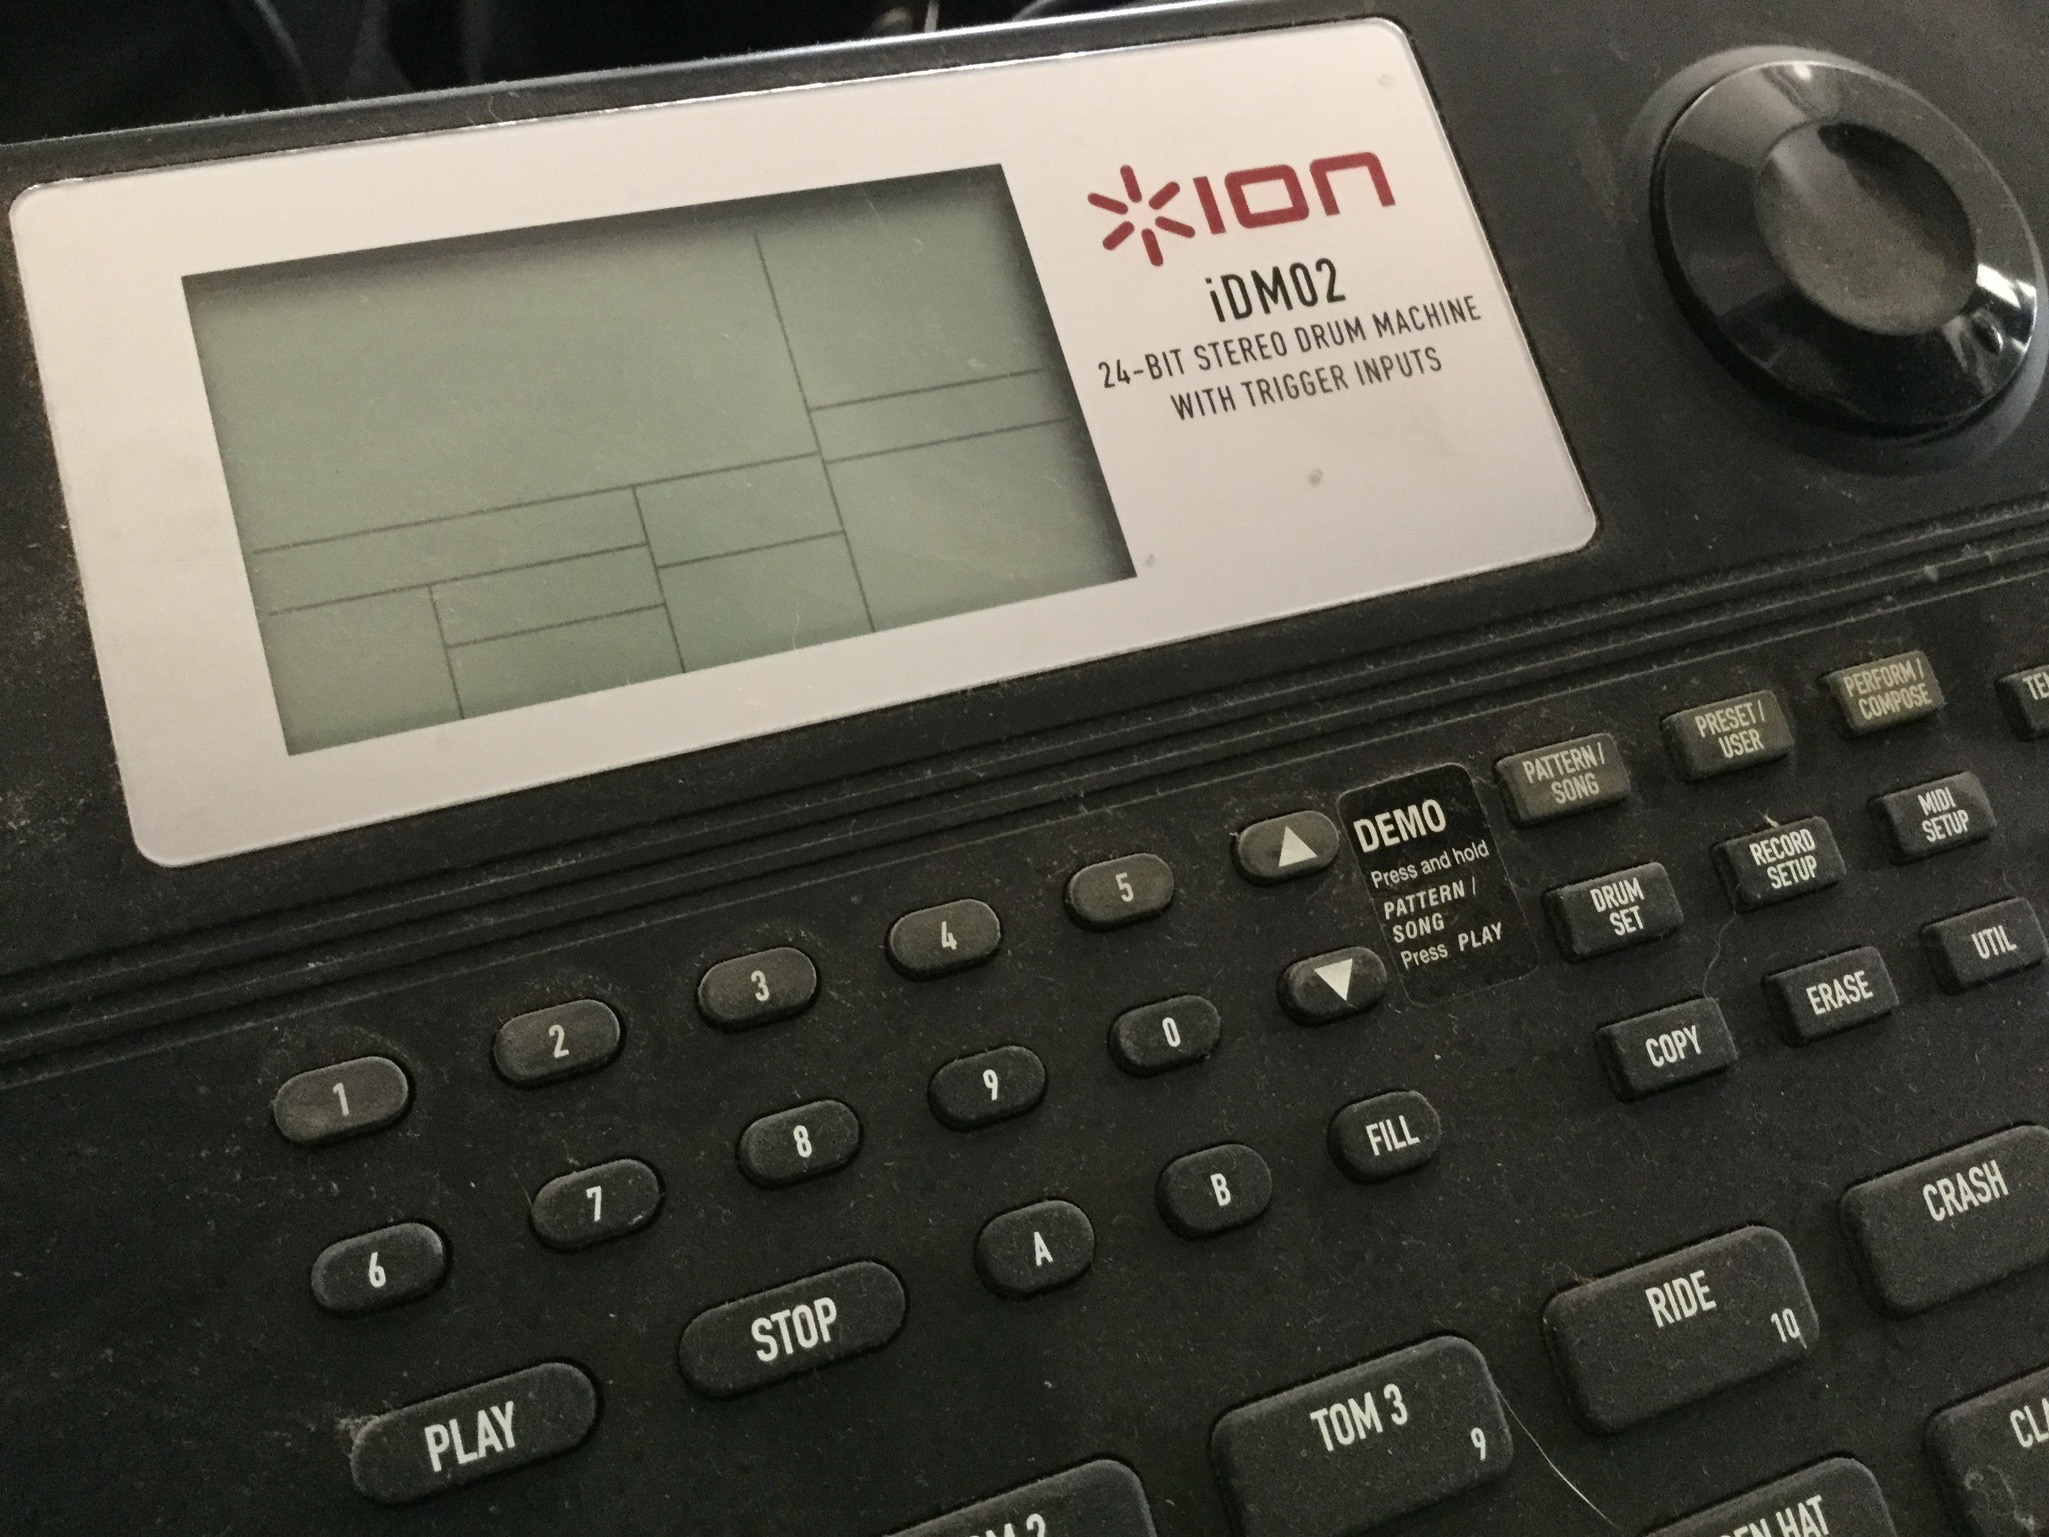 ION
iDM02
24-BIT STEREO DRUM MACHINE
WITH TRIGGER INPUTS
PERFORM /
COMPOSE
PRESET /
USER
PATTERN /
SONG
DEMO
Press and hold
PATTERN /
SONG
Press PLAY
MIDI
SETUP
RECORD
SETUP
DRUM
SET
UTIL
ERASE
COPY
1
2
3
4
5
6
7
8
9
0
A
B
FILL
PLAY
STOP
CRASH
RIDE
10
TOM 3
9
HAT